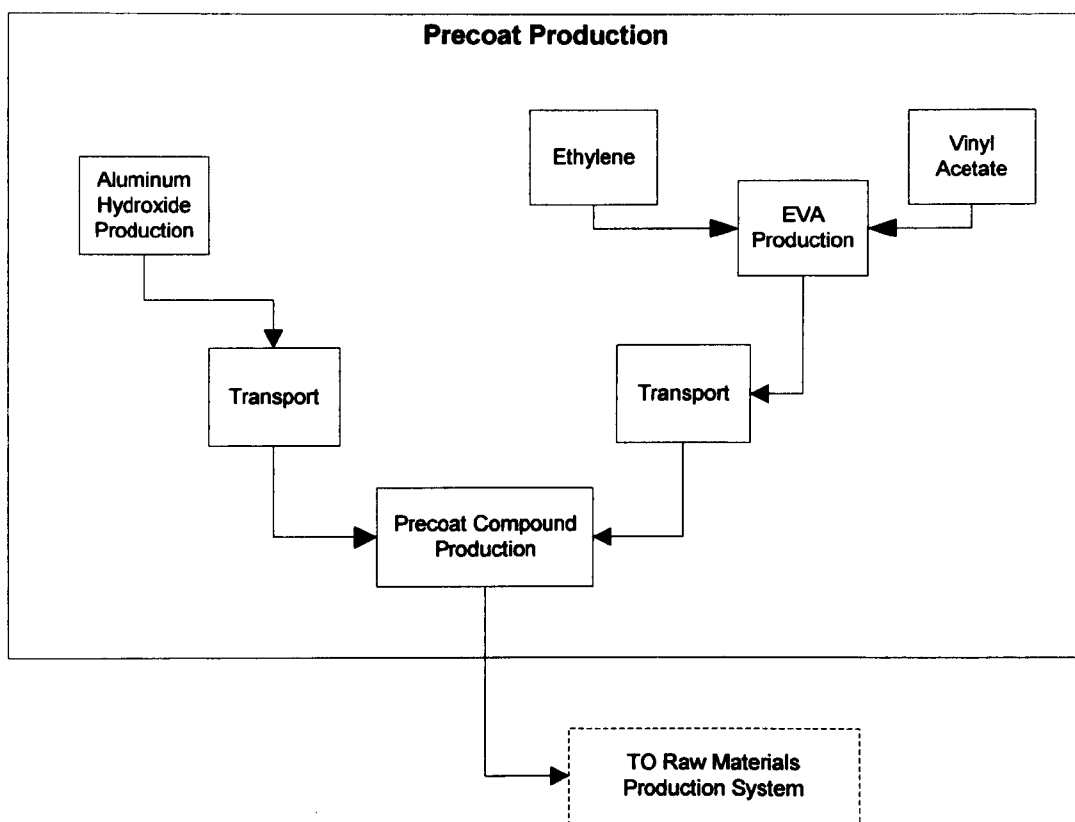 Precoat Production
Ethylene
Vinyl
Acetate
Aluminum
Hydroxide
Production
EVA
Production
Transport
Transport
Precoat Compound
Production
TO Raw Materials
Production System